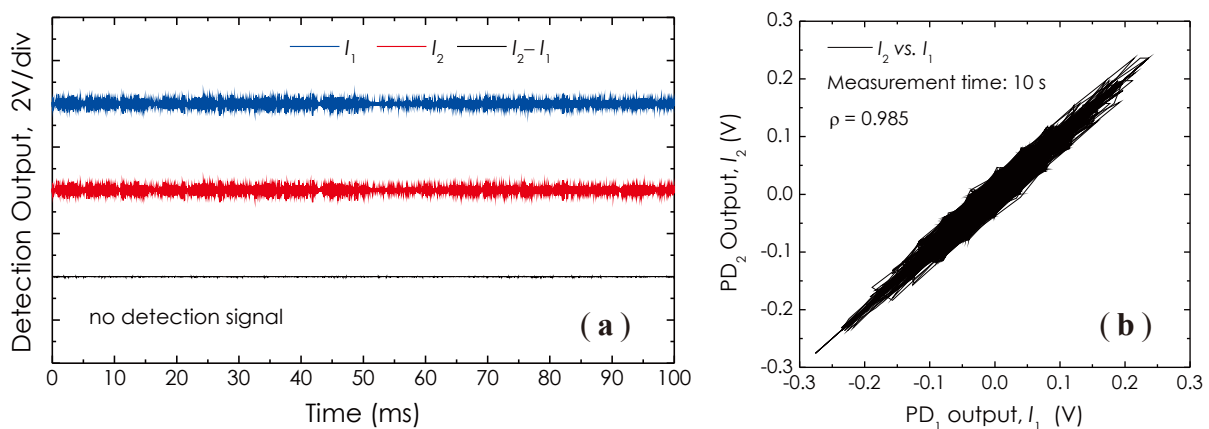 Detection Output, 2V/div
I₁ I₂ I₂– I₁
no detection signal
( a )
0 10 20 30 40 50 60 70 80 90 100
Time (ms)
PD₂ Output, I₂ (V)
0.3
0.2
0.1
0.0
-0.1
-0.2
-0.3
I₂ vs. I₁
Measurement time: 10 s
ρ = 0.985
( b )
-0.3 -0.2 -0.1 0.0 0.1 0.2 0.3
PD₁ output, I₁ (V)